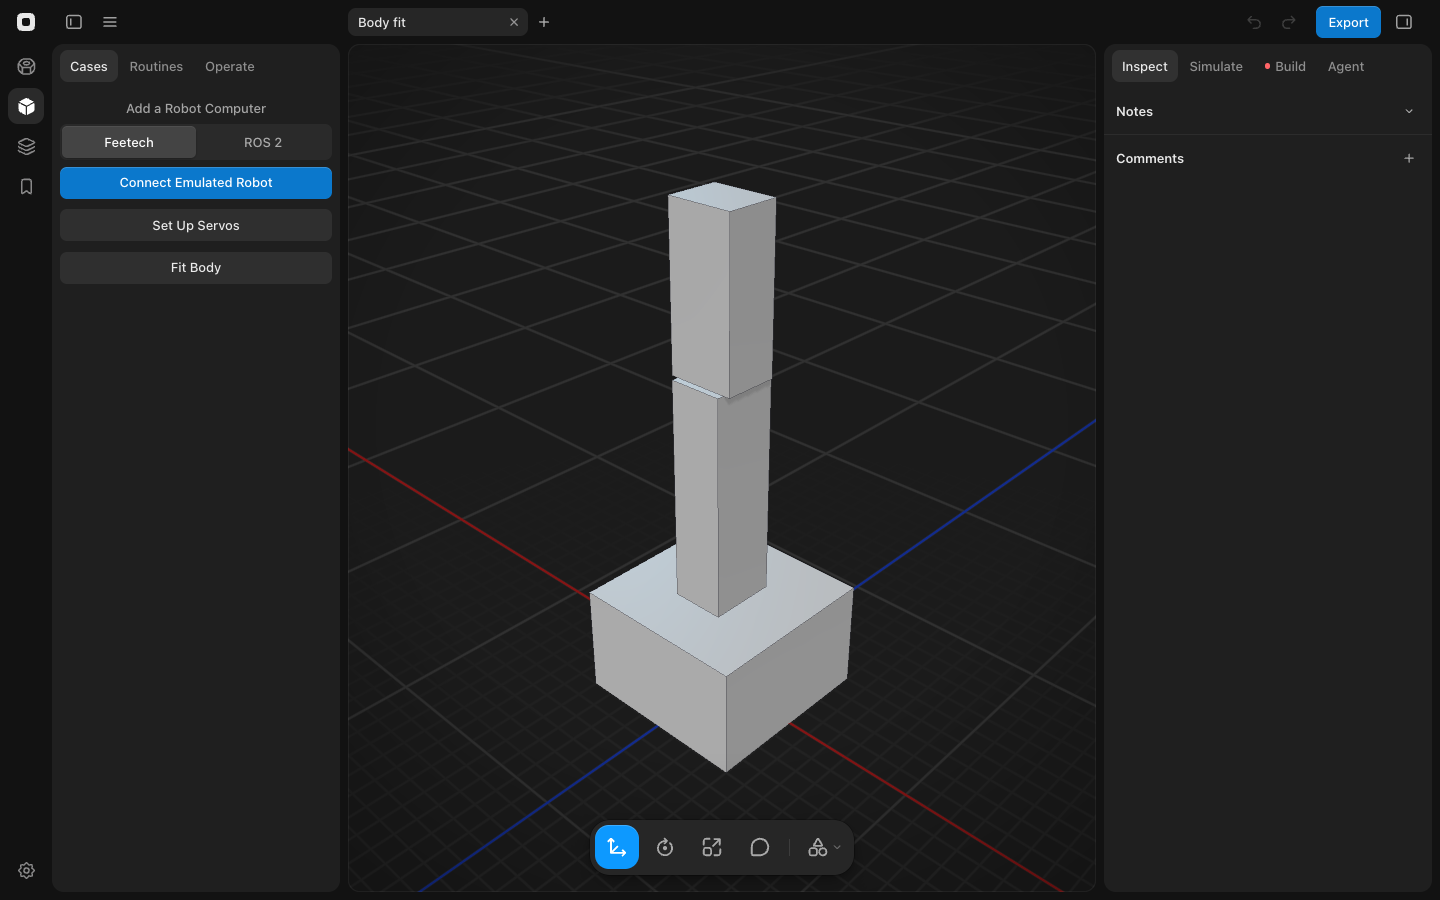 Body fit
Export
Cases
Routines
Operate
Add a Robot Computer
Feetech
ROS 2
Connect Emulated Robot
Set Up Servos
Fit Body
Inspect
Simulate
Build
Agent
Notes
Comments